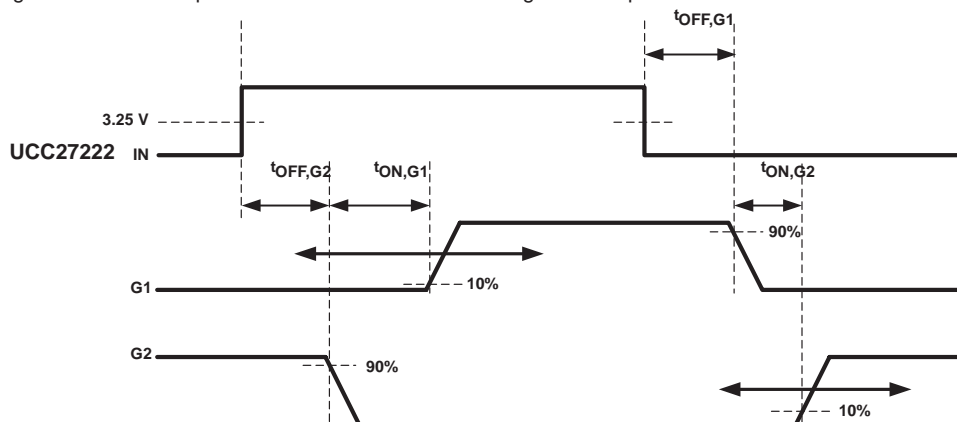 tOFF,G1
3.25 V
UCC27222 IN
tOFF,G2 tON,G1 tON,G2
90%
10%
G1
G2
90%
10%